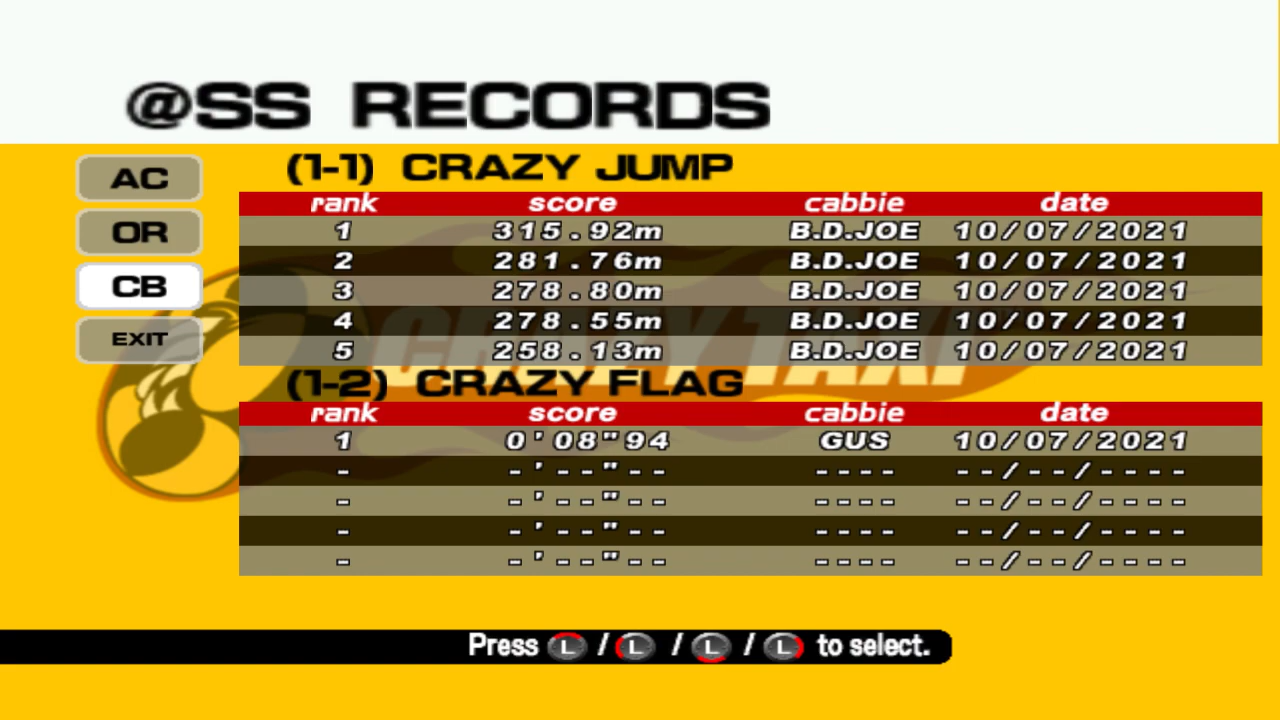 @SS RECORDS
AC
OR
CB
EXIT
(1-1) CRAZY JUMP
rank score cabbie date
1 315.92m B.D.JOE 10/07/2021
2 281.76m B.D.JOE 10/07/2021
3 278.80m B.D.JOE 10/07/2021
4 278.55m B.D.JOE 10/07/2021
5 258.13m B.D.JOE 10/07/2021
CRAZY TAXI
(1-2) CRAZY FLAG
rank score cabbie date
1 0'08"94 GUS 10/07/2021
- -'--"-- ---- --/--/----
- -'--"-- ---- --/--/----
- -'--"-- ---- --/--/----
- -'--"-- ---- --/--/----
Press L / L / L / L to select.